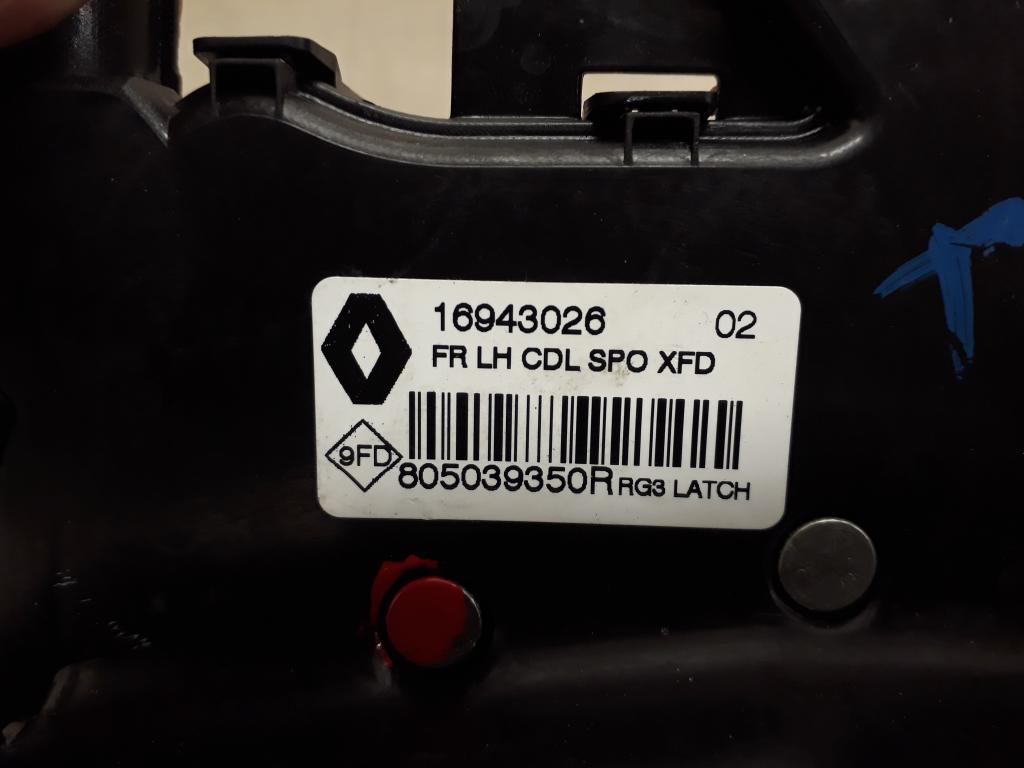 16943026 02
FR LH CDL SPO XFD
9FD
805039350R RG3 LATCH